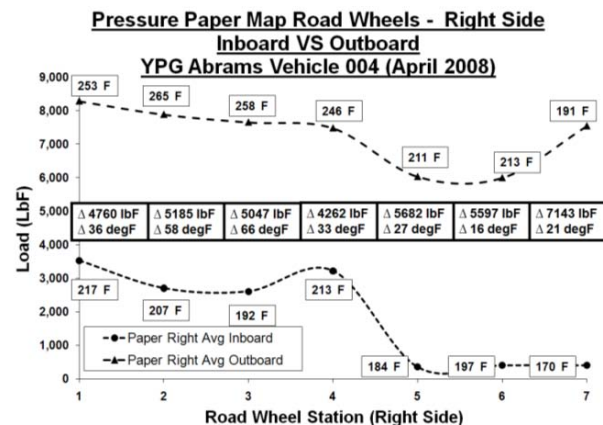 Pressure Paper Map Road Wheels - Right Side
Inboard VS Outboard
YPG Abrams Vehicle 004 (April 2008)
9,000
8,000
7,000
6,000
5,000
4,000
3,000
2,000
1,000
0
Load (LbF)
253 F
265 F
258 F
246 F
211 F
213 F
191 F
Δ 4760 lbF
Δ 36 degF
Δ 5185 lbF
Δ 58 degF
Δ 5047 lbF
Δ 66 degF
Δ 4262 lbF
Δ 33 degF
Δ 5682 lbF
Δ 27 degF
Δ 5597 lbF
Δ 16 degF
Δ 7143 lbF
Δ 21 degF
217 F
207 F
192 F
213 F
184 F
197 F
170 F
Paper Right Avg Inboard
Paper Right Avg Outboard
1 2 3 4 5 6 7
Road Wheel Station (Right Side)